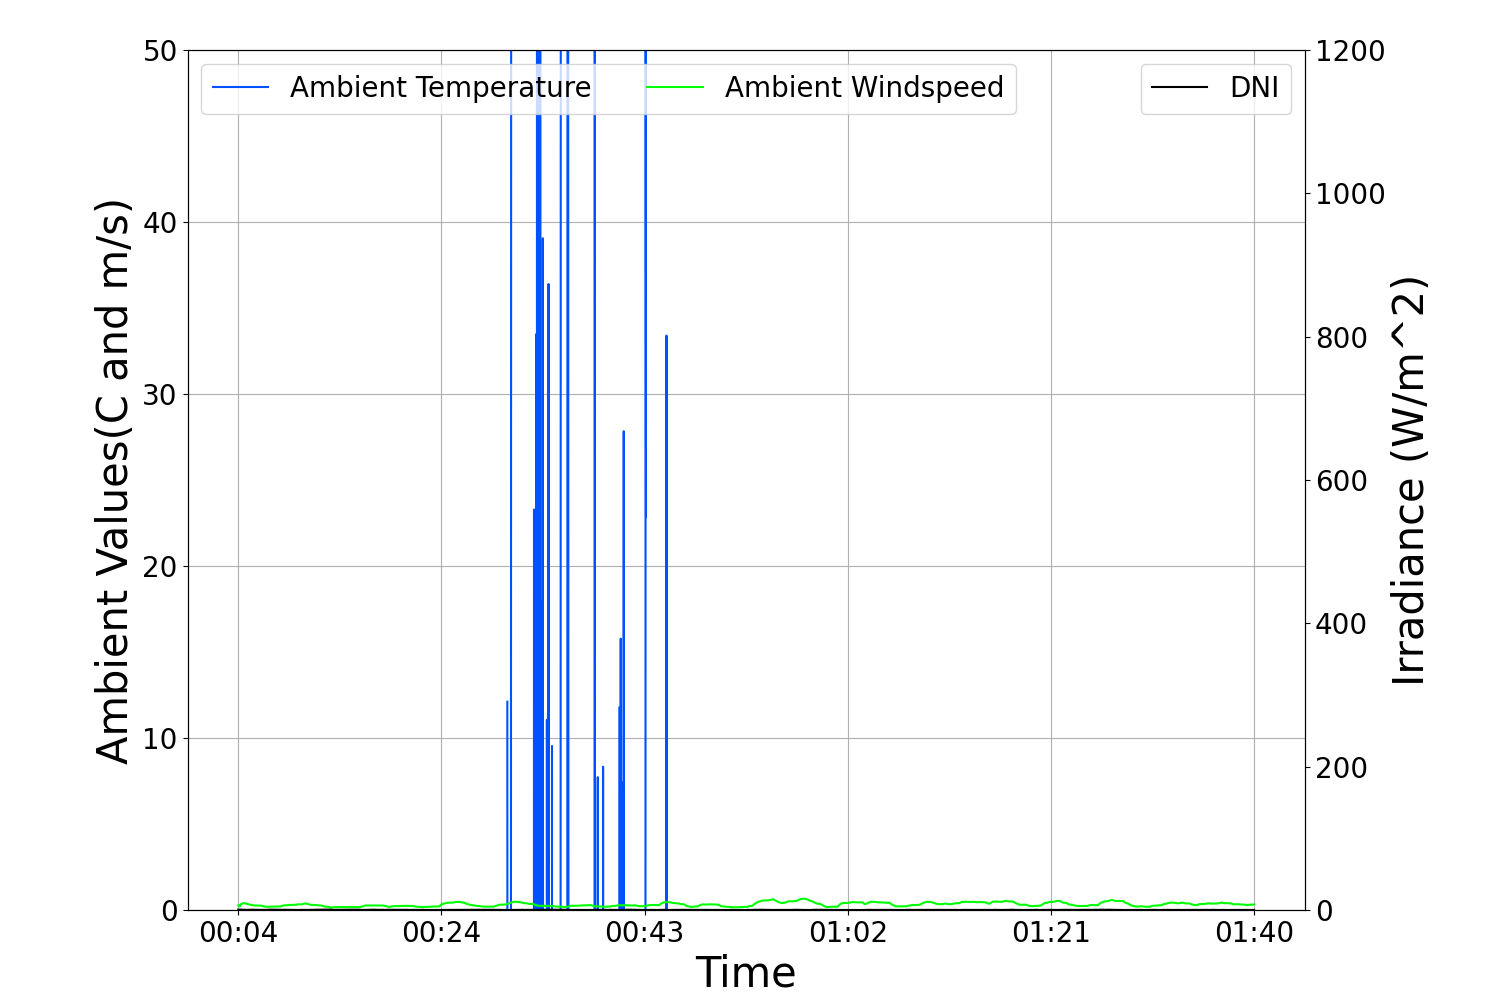 Ambient Temperature
Ambient Windspeed
DNI
Ambient Values(C and m/s)
50
40
30
20
10
0
1200
1000
800
600
400
200
0
Irradiance (W/m^2)
00:04 00:24 00:43 01:02 01:21 01:40
Time